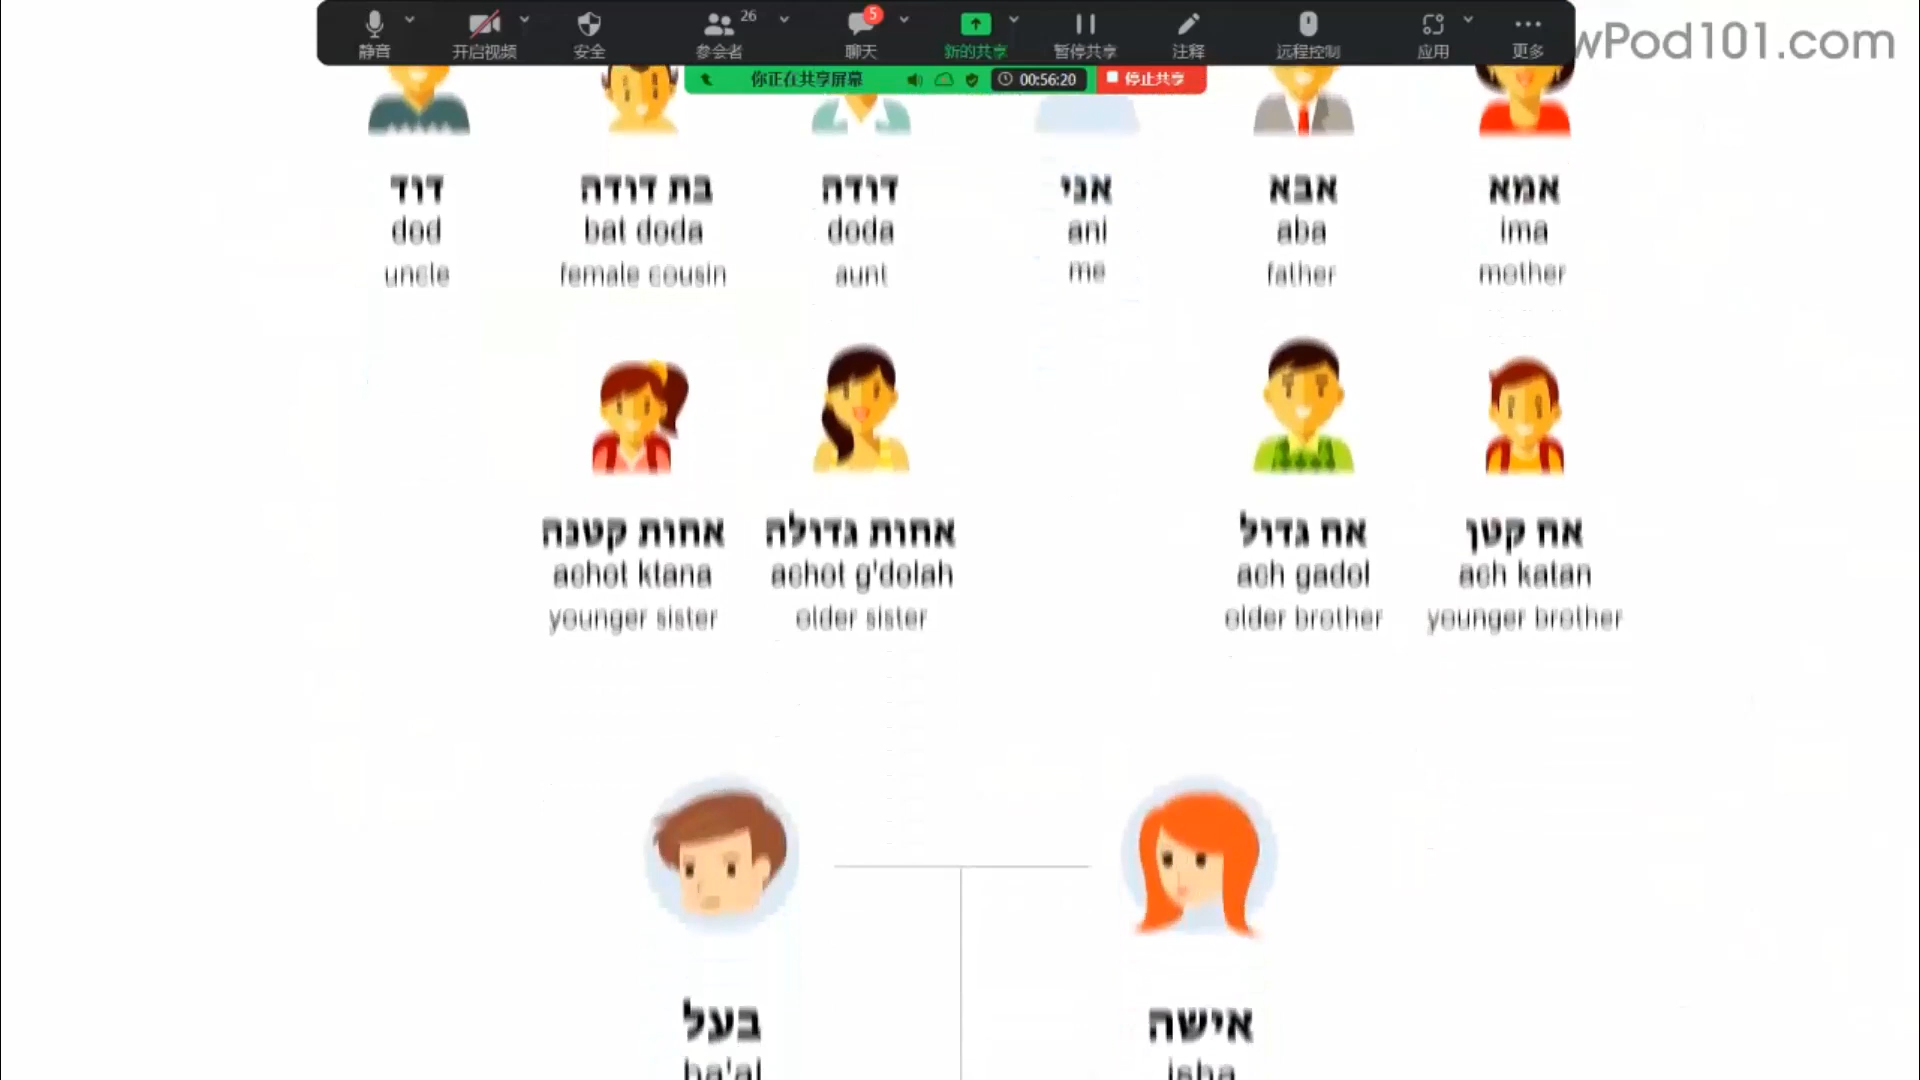 静音
开启视频
安全
26
参会者
5
聊天
新的共享
暂停共享
注释
远程控制
应用
更多
wPod101.com
你正在共享屏幕
00:56:20
停止共享
דוד
dod
uncle
בת דודה
bat doda
female cousin
דודה
doda
aunt
אני
ani
me
אבא
aba
father
אמא
ima
mother
אחות קטנה
achot ktana
younger sister
אחות גדולה
achot g'dolah
older sister
אח גדול
ach gadol
older brother
אח קטן
ach katan
younger brother
בעל
ba'al
אישה
isha